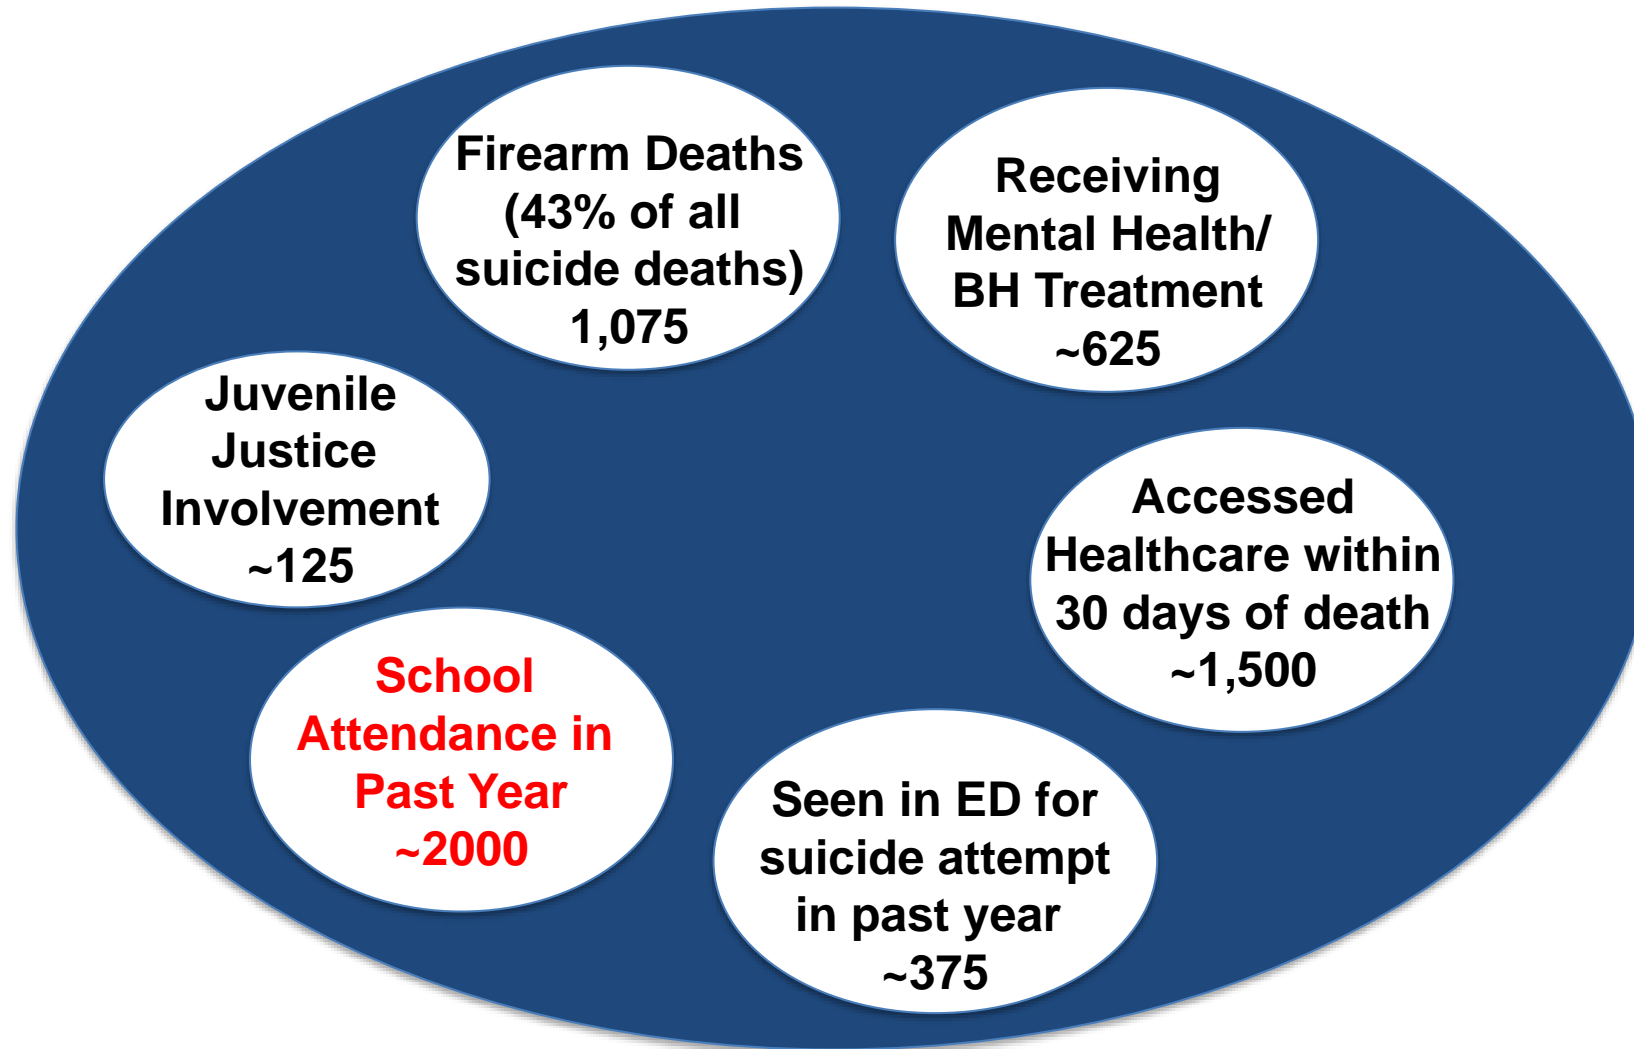 Firearm Deaths
(43% of all
suicide deaths)
1,075
Receiving
Mental Health/
BH Treatment
~625
Juvenile
Justice
Involvement
~125
Accessed
Healthcare within
30 days of death
~1,500
School
Attendance in
Past Year
~2000
Seen in ED for
suicide attempt
in past year
~375